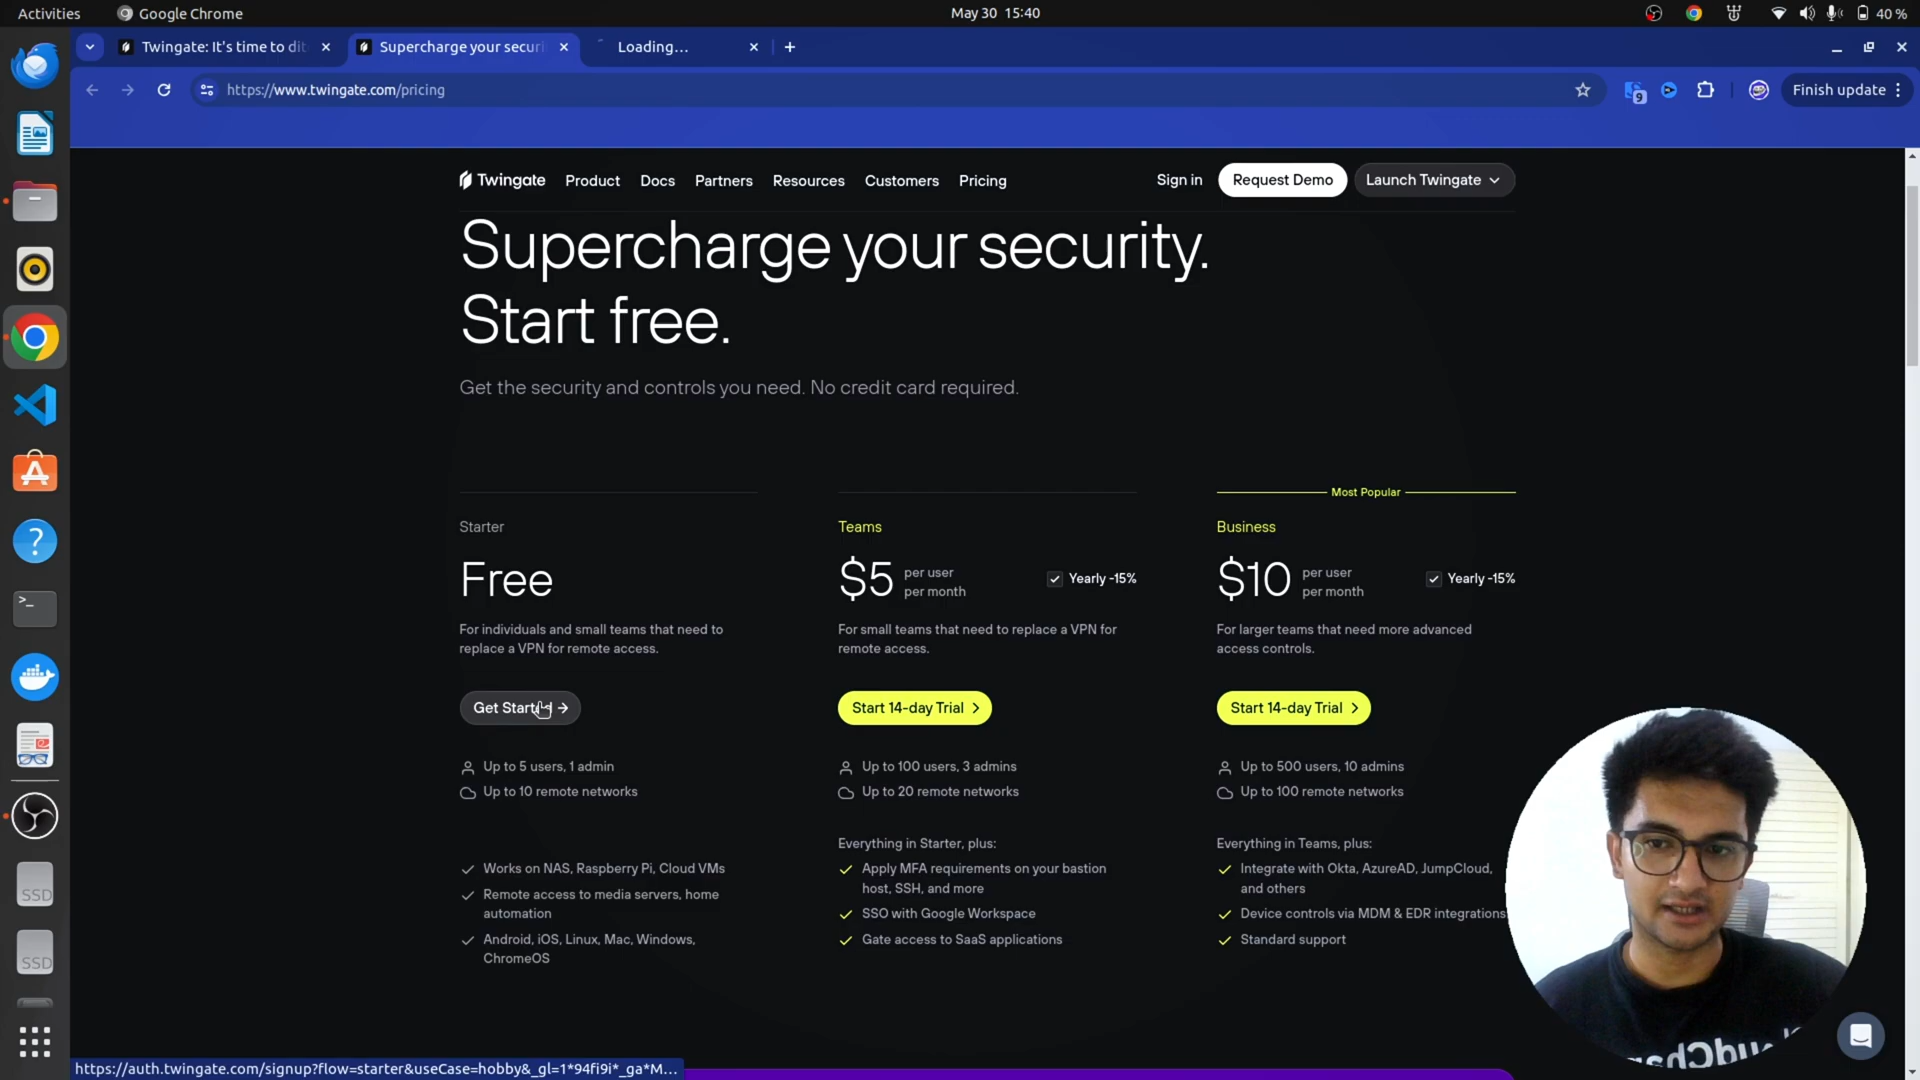 Activities
Google Chrome
May 30 15:40
40 %
Twingate: It's time to dit
Supercharge your securi
Loading...
https://www.twingate.com/pricing
9
Finish update
Twingate
Product
Docs
Partners
Resources
Customers
Pricing
Sign in
Request Demo
Launch Twingate
Supercharge your security.
Start free.
Get the security and controls you need. No credit card required.
Starter
Free
For individuals and small teams that need to
replace a VPN for remote access.
Get Started
Up to 5 users, 1 admin
Up to 10 remote networks
Works on NAS, Raspberry Pi, Cloud VMs
Remote access to media servers, home
automation
Android, iOS, Linux, Mac, Windows,
ChromeOS
Teams
$5 per user
per month
Yearly -15%
For small teams that need to replace a VPN for
remote access.
Start 14-day Trial
Up to 100 users, 3 admins
Up to 20 remote networks
Everything in Starter, plus:
Apply MFA requirements on your bastion
host, SSH, and more
SSO with Google Workspace
Gate access to SaaS applications
Most Popular
Business
$10 per user
per month
Yearly -15%
For larger teams that need more advanced
access controls.
Start 14-day Trial
Up to 500 users, 10 admins
Up to 100 remote networks
Everything in Teams, plus:
Integrate with Okta, AzureAD, JumpCloud,
and others
Device controls via MDM & EDR integrations
Standard support
SSD
SSD
https://auth.twingate.com/signup?flow=starter&useCase=hobby&_gl=1*94fi9i*_ga*M...